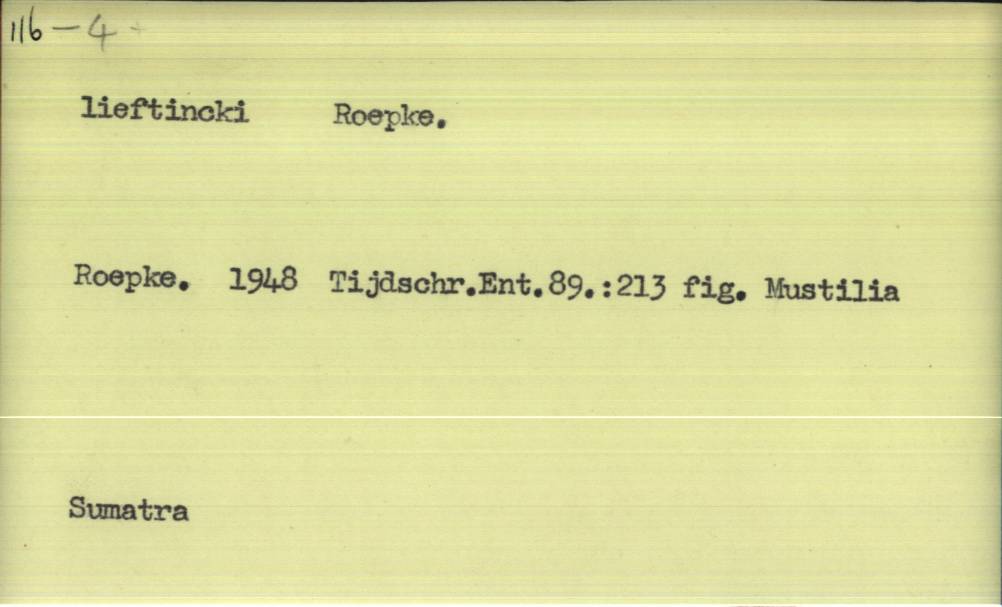 116-4
lieftincki Roepke.
Roepke. 1948 Tijdschr.Ent.89.:213 fig. Mustilia
Sumatra